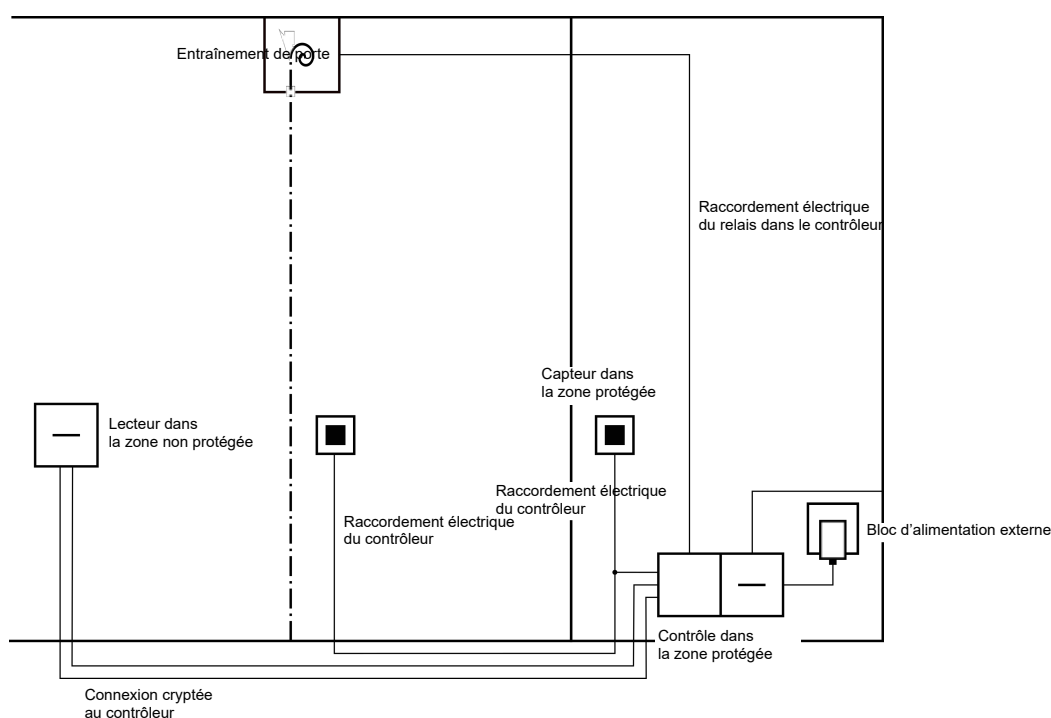 Entraînement de porte
Raccordement électrique
du relais dans le contrôleur
Capteur dans
la zone protégée
Lecteur dans
la zone non protégée
Raccordement électrique
du contrôleur
Raccordement électrique
du contrôleur
Bloc d’alimentation externe
Contrôle dans
la zone protégée
Connexion cryptée
au contrôleur